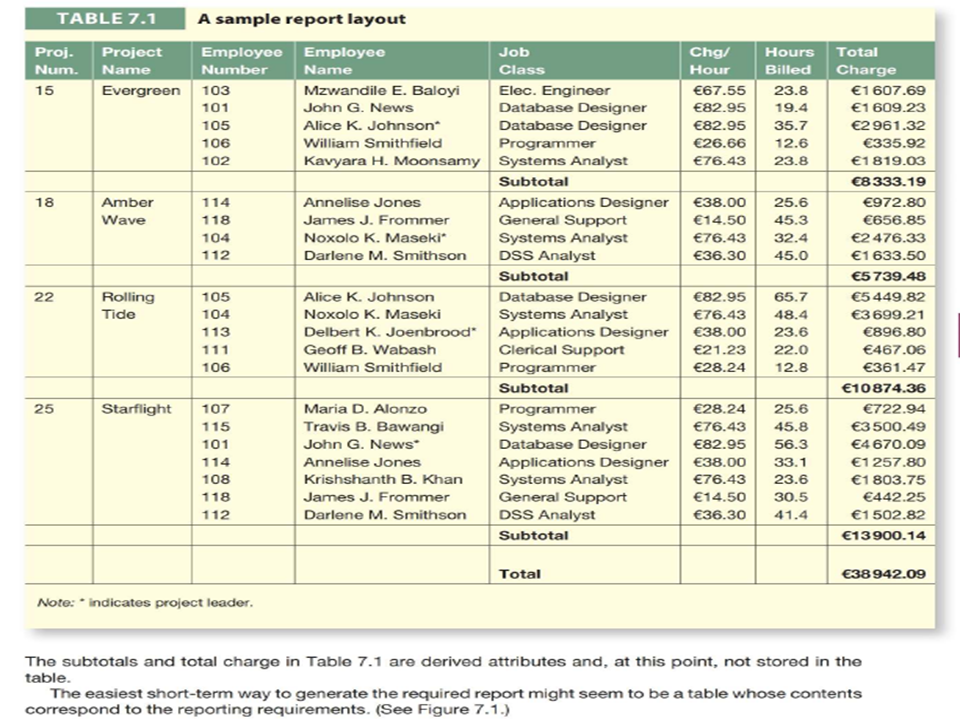 TABLE 7.1 A sample report layout
Proj. Project Employee Employee Job Chg/ Hours Total
Num. Name Number Name Class Hour Billed Charge
15 Evergreen 103 Mzwandile E. Baloyi Elec. Engineer €67.55 23.8 €1 607.69
101 John G. News Database Designer €82.95 19.4 €1 609.23
105 Alice K. Johnson* Database Designer €82.95 35.7 €2 961.32
106 William Smithfield Programmer €26.66 12.6 €335.92
102 Kavyara H. Moonsamy Systems Analyst €76.43 23.8 €1 819.03
Subtotal €8 333.19
18 Amber 114 Annelise Jones Applications Designer €38.00 25.6 €972.80
Wave 118 James J. Frommer General Support €14.50 45.3 €656.85
104 Noxolo K. Maseki* Systems Analyst €76.43 32.4 €2 476.33
112 Darlene M. Smithson DSS Analyst €36.30 45.0 €1 633.50
Subtotal €5 739.48
22 Rolling 105 Alice K. Johnson Database Designer €82.95 65.7 €5 449.82
Tide 104 Noxolo K. Maseki Systems Analyst €76.43 48.4 €3 699.21
113 Delbert K. Joenbrood* Applications Designer €38.00 23.6 €896.80
111 Geoff B. Wabash Clerical Support €21.23 22.0 €467.06
106 William Smithfield Programmer €28.24 12.8 €361.47
Subtotal €10 874.36
25 Starflight 107 Maria D. Alonzo Programmer €28.24 25.6 €722.94
115 Travis B. Bawangi Systems Analyst €76.43 45.8 €3 500.49
101 John G. News* Database Designer €82.95 56.3 €4 670.09
114 Annelise Jones Applications Designer €38.00 33.1 €1 257.80
108 Krishshanth B. Khan Systems Analyst €76.43 23.6 €1 803.75
118 James J. Frommer General Support €14.50 30.5 €442.25
112 Darlene M. Smithson DSS Analyst €36.30 41.4 €1 502.82
Subtotal €13 900.14
Total €38 942.09
Note: * indicates project leader.
The subtotals and total charge in Table 7.1 are derived attributes and, at this point, not stored in the
table.
The easiest short-term way to generate the required report might seem to be a table whose contents
correspond to the reporting requirements. (See Figure 7.1.)